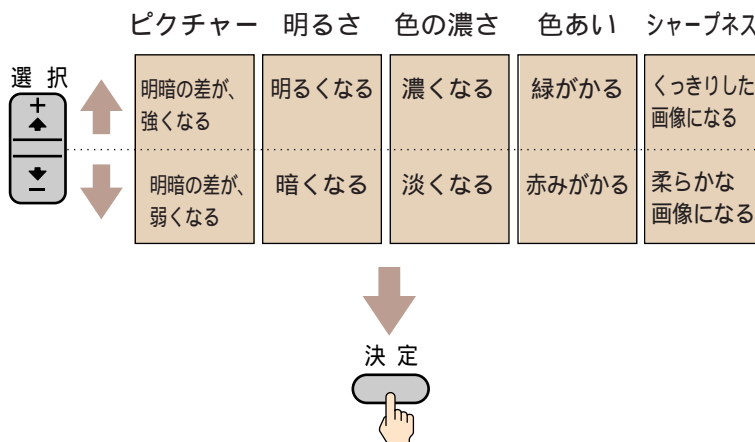 ピクチャー 明るさ 色の濃さ 色あい シャープネス
選択
+
明暗の差が、
強くなる
明るくなる
濃くなる
緑がかる
くっきりした
画像になる
−
明暗の差が、
弱くなる
暗くなる
淡くなる
赤みがかる
柔らかな
画像になる
決定